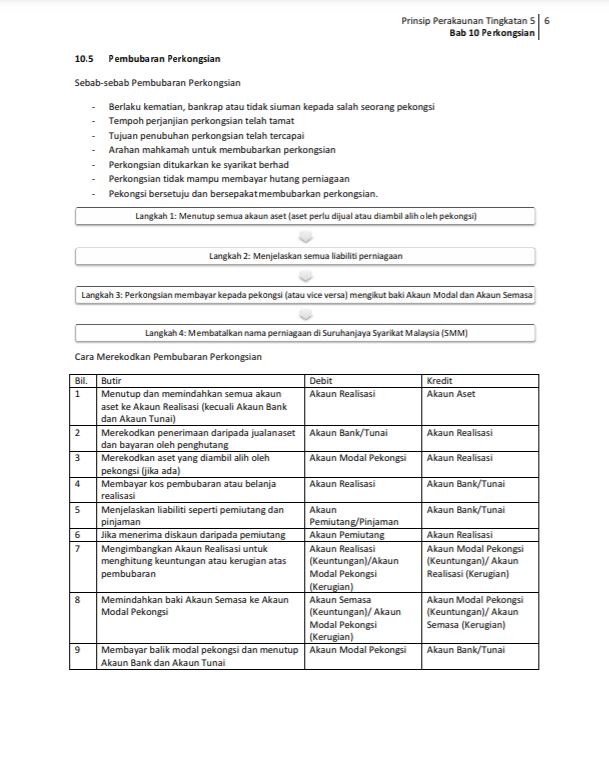 Prinsip Perakaunan Tingkatan 5 6
Bab 10 Perkongsian
10.5 Pembubaran Perkongsian
Sebab-sebab Pembubaran Perkongsian
- Berlaku kematian, bankrap atau tidak siuman kepada salah seorang pekongsi
- Tempoh perjanjian perkongsian telah tamat
- Tujuan penubuhan perkongsian telah tercapai
- Arahan mahkamah untuk membubarkan perkongsian
- Perkongsian ditukarkan ke syarikat berhad
- Perkongsian tidak mampu membayar hutang perniagaan
- Pekongsi bersetuju dan bersepakat membubarkan perkongsian.
Langkah 1: Menutup semua akaun aset (aset perlu dijual atau diambil alih oleh pekongsi)
Langkah 2: Menjelaskan semua liabiliti perniagaan
Langkah 3: Perkongsian membayar kepada pekongsi (atau vice versa) mengikut baki Akaun Modal dan Akaun Semasa
Langkah 4: Membatalkan nama perniagaan di Suruhanjaya Syarikat Malaysia (SMM)
Cara Merekodkan Pembubaran Perkongsian
Bil. Butir Debit Kredit
1 Menutup dan memindahkan semua akaun Akaun Realisasi Akaun Aset
aset ke Akaun Realisasi (kecuali Akaun Bank
dan Akaun Tunai)
2 Merekodkan penerimaan daripada jualan aset Akaun Bank/Tunai Akaun Realisasi
dan bayaran oleh penghutang
3 Merekodkan aset yang diambil alih oleh Akaun Modal Pekongsi Akaun Realisasi
pekongsi (jika ada)
4 Membayar kos pembubaran atau belanja Akaun Realisasi Akaun Bank/Tunai
realisasi
5 Menjelaskan liabiliti seperti pemiutang dan Akaun Akaun Bank/Tunai
pinjaman Pemiutang/Pinjaman
6 Jika menerima diskaun daripada pemiutang Akaun Pemiutang Akaun Realisasi
7 Mengimbangkan Akaun Realisasi untuk Akaun Realisasi Akaun Modal Pekongsi
menghitung keuntungan atau kerugian atas (Keuntungan)/Akaun (Keuntungan)/ Akaun
pembubaran Modal Pekongsi Realisasi (Kerugian)
(Kerugian)
8 Memindahkan baki Akaun Semasa ke Akaun Akaun Semasa Akaun Modal Pekongsi
Modal Pekongsi (Keuntungan)/ Akaun (Keuntungan)/ Akaun
Modal Pekongsi Semasa (Kerugian)
(Kerugian)
9 Membayar balik modal pekongsi dan menutup Akaun Modal Pekongsi Akaun Bank/Tunai
Akaun Bank dan Akaun Tunai